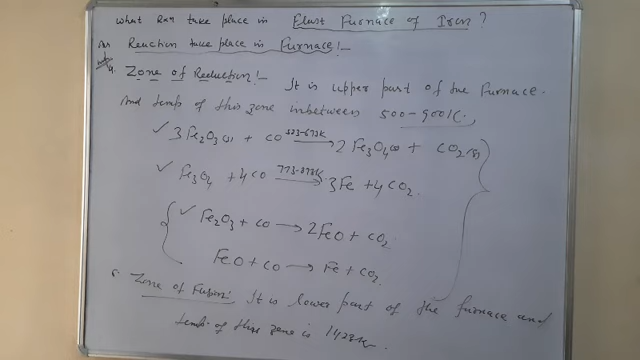 What Rxn take place in Blast Furnace of Iron?
Ans Reaction take place in Furnace!-
Zone of Reduction!- It is upper part of the Furnace.
And temp of this zone inbetween 500-900K.
✓ 3Fe2O3(s) + CO 523-673K→ 2Fe3O4(s) + CO2(g)
✓ Fe3O4 + 4CO 773-873K→ 3Fe + 4CO2.
✓ Fe2O3 + CO → 2FeO + CO2.
FeO + CO → Fe + CO2.
Zone of Fusion: It is lower part of the furnace and
temp. of this zone is 1423K.